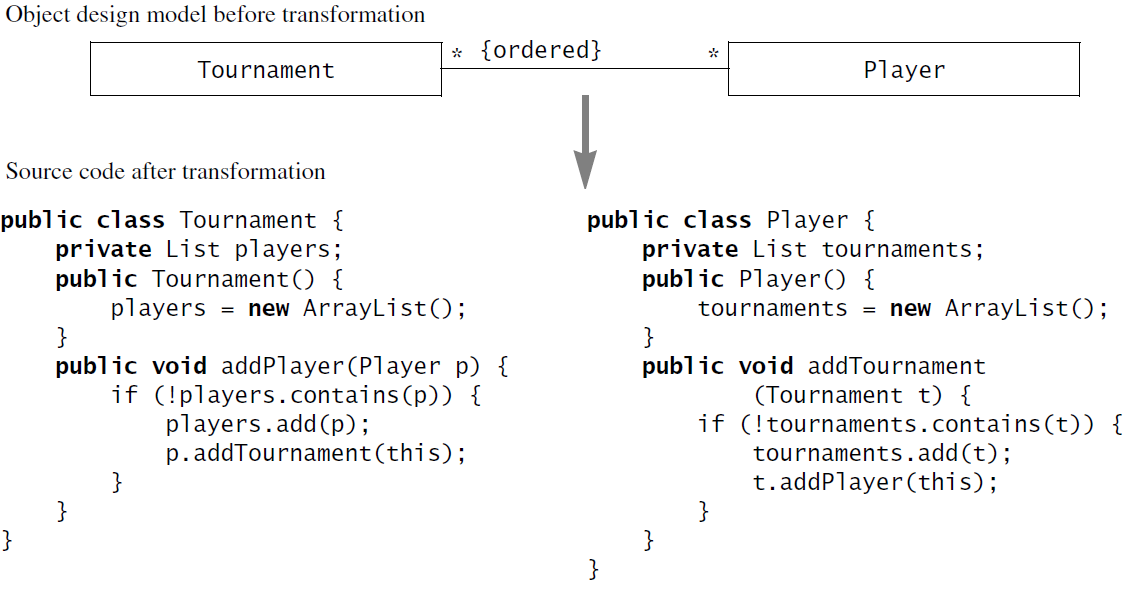 Object design model before transformation
Tournament * {ordered} * Player
Source code after transformation
public class Tournament {
    private List players;
    public Tournament() {
        players = new ArrayList();
    }
    public void addPlayer(Player p) {
        if (!players.contains(p)) {
            players.add(p);
            p.addTournament(this);
        }
    }
}
public class Player {
    private List tournaments;
    public Player() {
        tournaments = new ArrayList();
    }
    public void addTournament
            (Tournament t) {
        if (!tournaments.contains(t)) {
            tournaments.add(t);
            t.addPlayer(this);
        }
    }
}